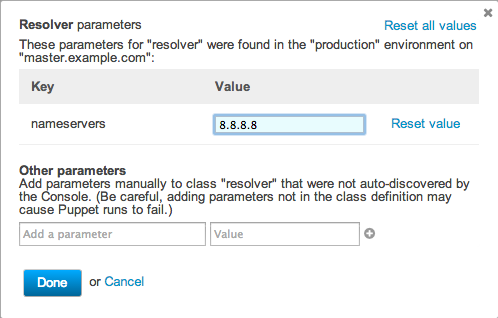 Resolver parameters
Reset all values
These parameters for "resolver" were found in the "production" environment on
"master.example.com":
Key Value
nameservers 8.8.8.8 Reset value
Other parameters
Add parameters manually to class "resolver" that were not auto-discovered by
the Console. (Be careful, adding parameters not in the class definition may
cause Puppet runs to fail.)
Add a parameter Value
Done or Cancel